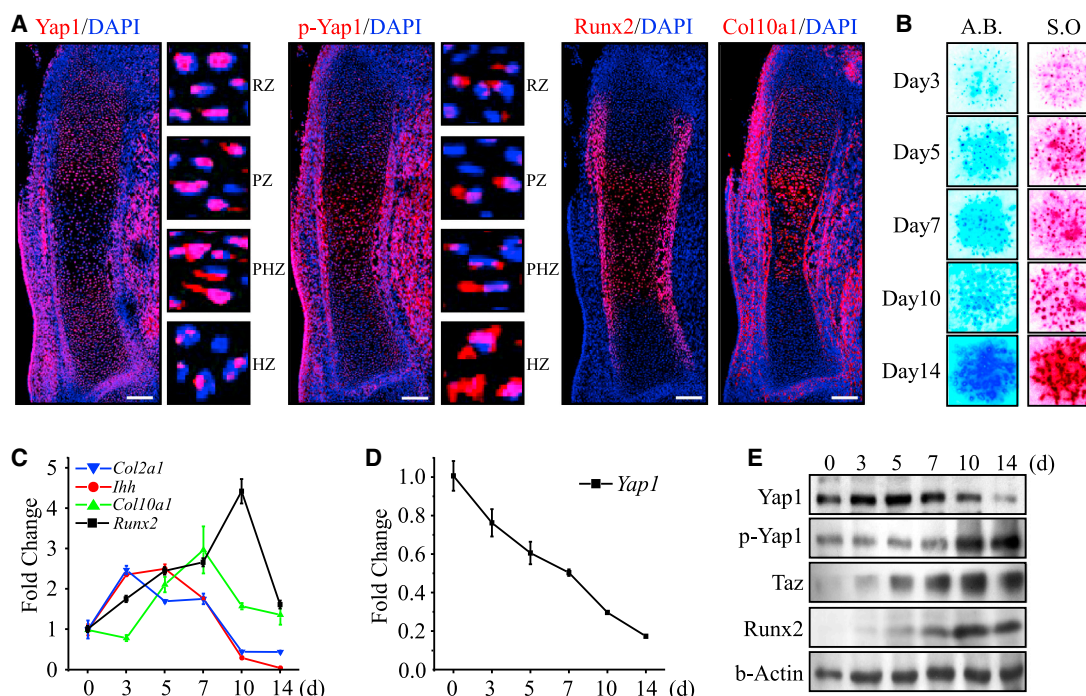 A
Yap1/DAPI
p-Yap1/DAPI
Runx2/DAPI
Col10a1/DAPI
RZ
PZ
PHZ
HZ
RZ
PZ
PHZ
HZ
B
A.B.
S.O
Day3
Day5
Day7
Day10
Day14
C
Fold Change
5
4
3
2
1
0
Col2a1
Ihh
Col10a1
Runx2
0 3 5 7 10 14 (d)
D
Fold Change
1.0
0.8
0.6
0.4
0.2
0.0
Yap1
0 3 5 7 10 14 (d)
E
0 3 5 7 10 14 (d)
Yap1
p-Yap1
Taz
Runx2
b-Actin